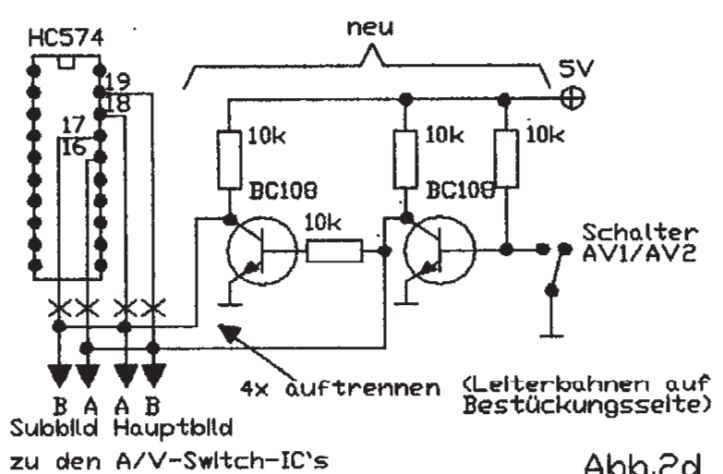 neu
HC574
5V
19
18
17
16
10k
10k
10k
BC108
BC108
10k
Schalter
AV1/AV2
4x auftrennen
(Leiterbahnen auf
Bestückungsseite)
B A A B
Subbild Hauptbild
zu den A/V-Switch-IC's
Abb.2d